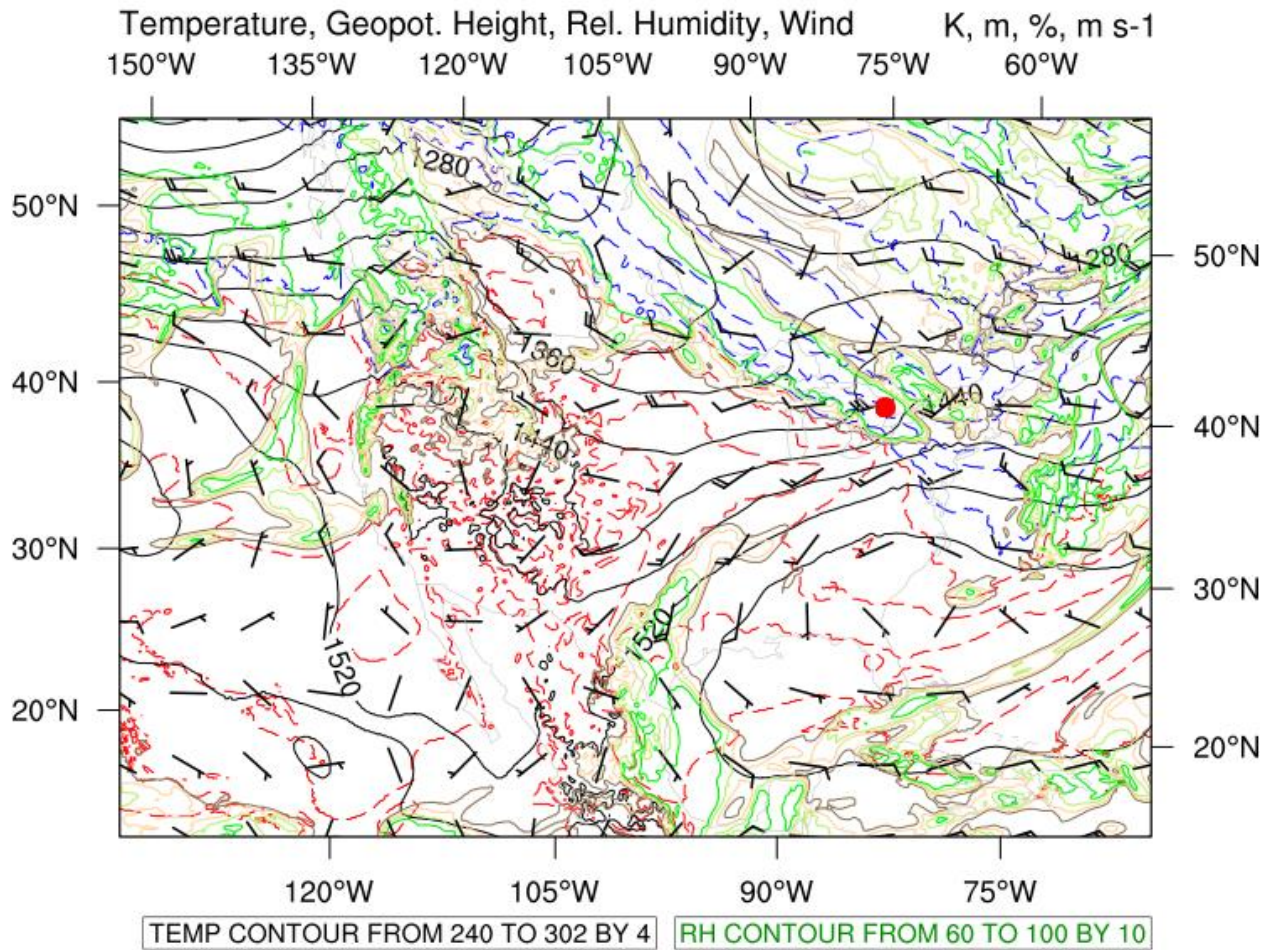 Temperature, Geopot. Height, Rel. Humidity, Wind K, m, %, m s-1
150°W 135°W 120°W 105°W 90°W 75°W 60°W
1280
50°N
50°N
1280
1360
40°N
1440
40°N
1440
30°N
30°N
1520
1520
20°N
20°N
120°W 105°W 90°W 75°W
TEMP CONTOUR FROM 240 TO 302 BY 4 RH CONTOUR FROM 60 TO 100 BY 10